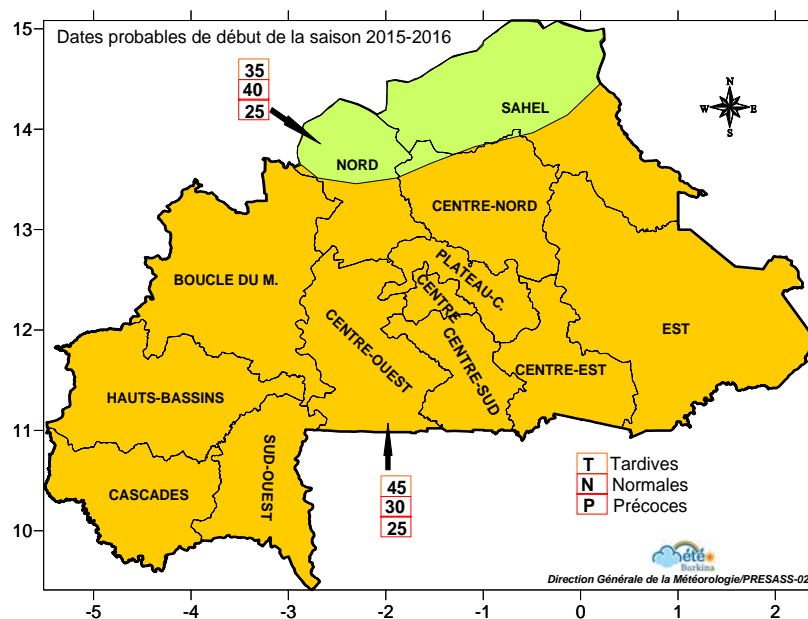 Dates probables de début de la saison 2015-2016
15
35
40
25
N
W E
S
SAHEL
14
NORD
CENTRE-NORD
13
PLATEAU-C.
BOUCLE DU M.
CENTRE
12
EST
CENTRE-OUEST
CENTRE-SUD
CENTRE-EST
HAUTS-BASSINS
11
SUD-OUEST
T Tardives
N Normales
P Précoces
45
30
25
CASCADES
10
été
Burkina
Direction Générale de la Météorologie/PRESASS-02
-5 -4 -3 -2 -1 0 1 2